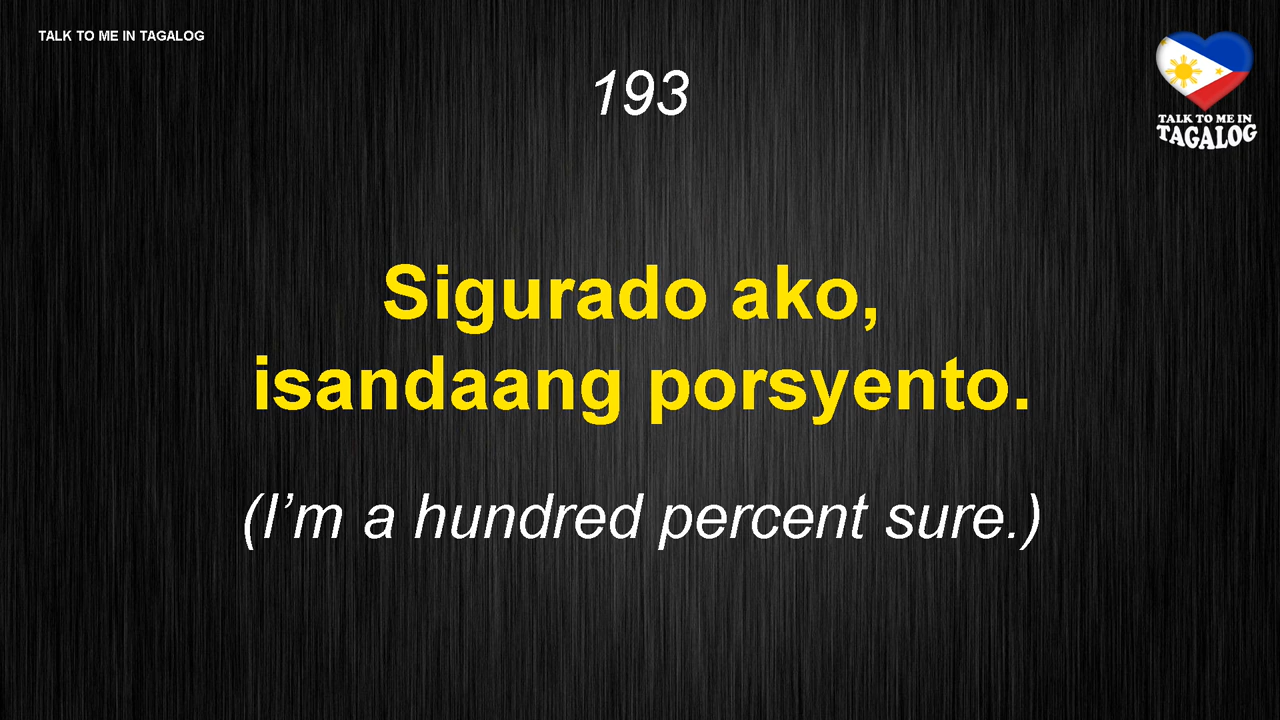 TALK TO ME IN TAGALOG
193
TALK TO ME IN
TAGALOG
Sigurado ako,
isandaang porsyento.
(I’m a hundred percent sure.)